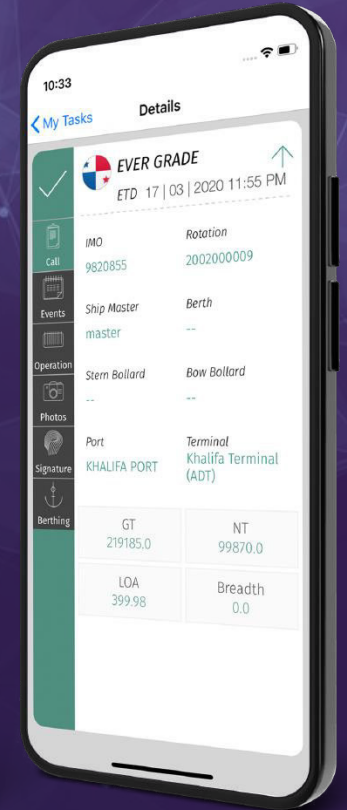 10:33
My Tasks
Details
EVER GRADE
ETD 17 | 03 | 2020 11:55 PM
Call
Events
Operation
Photos
Signature
Berthing
IMO
Rotation
9820855
2002000009
Ship Master
Berth
master
--
Stern Bollard
Bow Bollard
--
--
Port
Terminal
KHALIFA PORT
Khalifa Terminal
(ADT)
GT
NT
219185.0
99870.0
LOA
Breadth
399.98
0.0